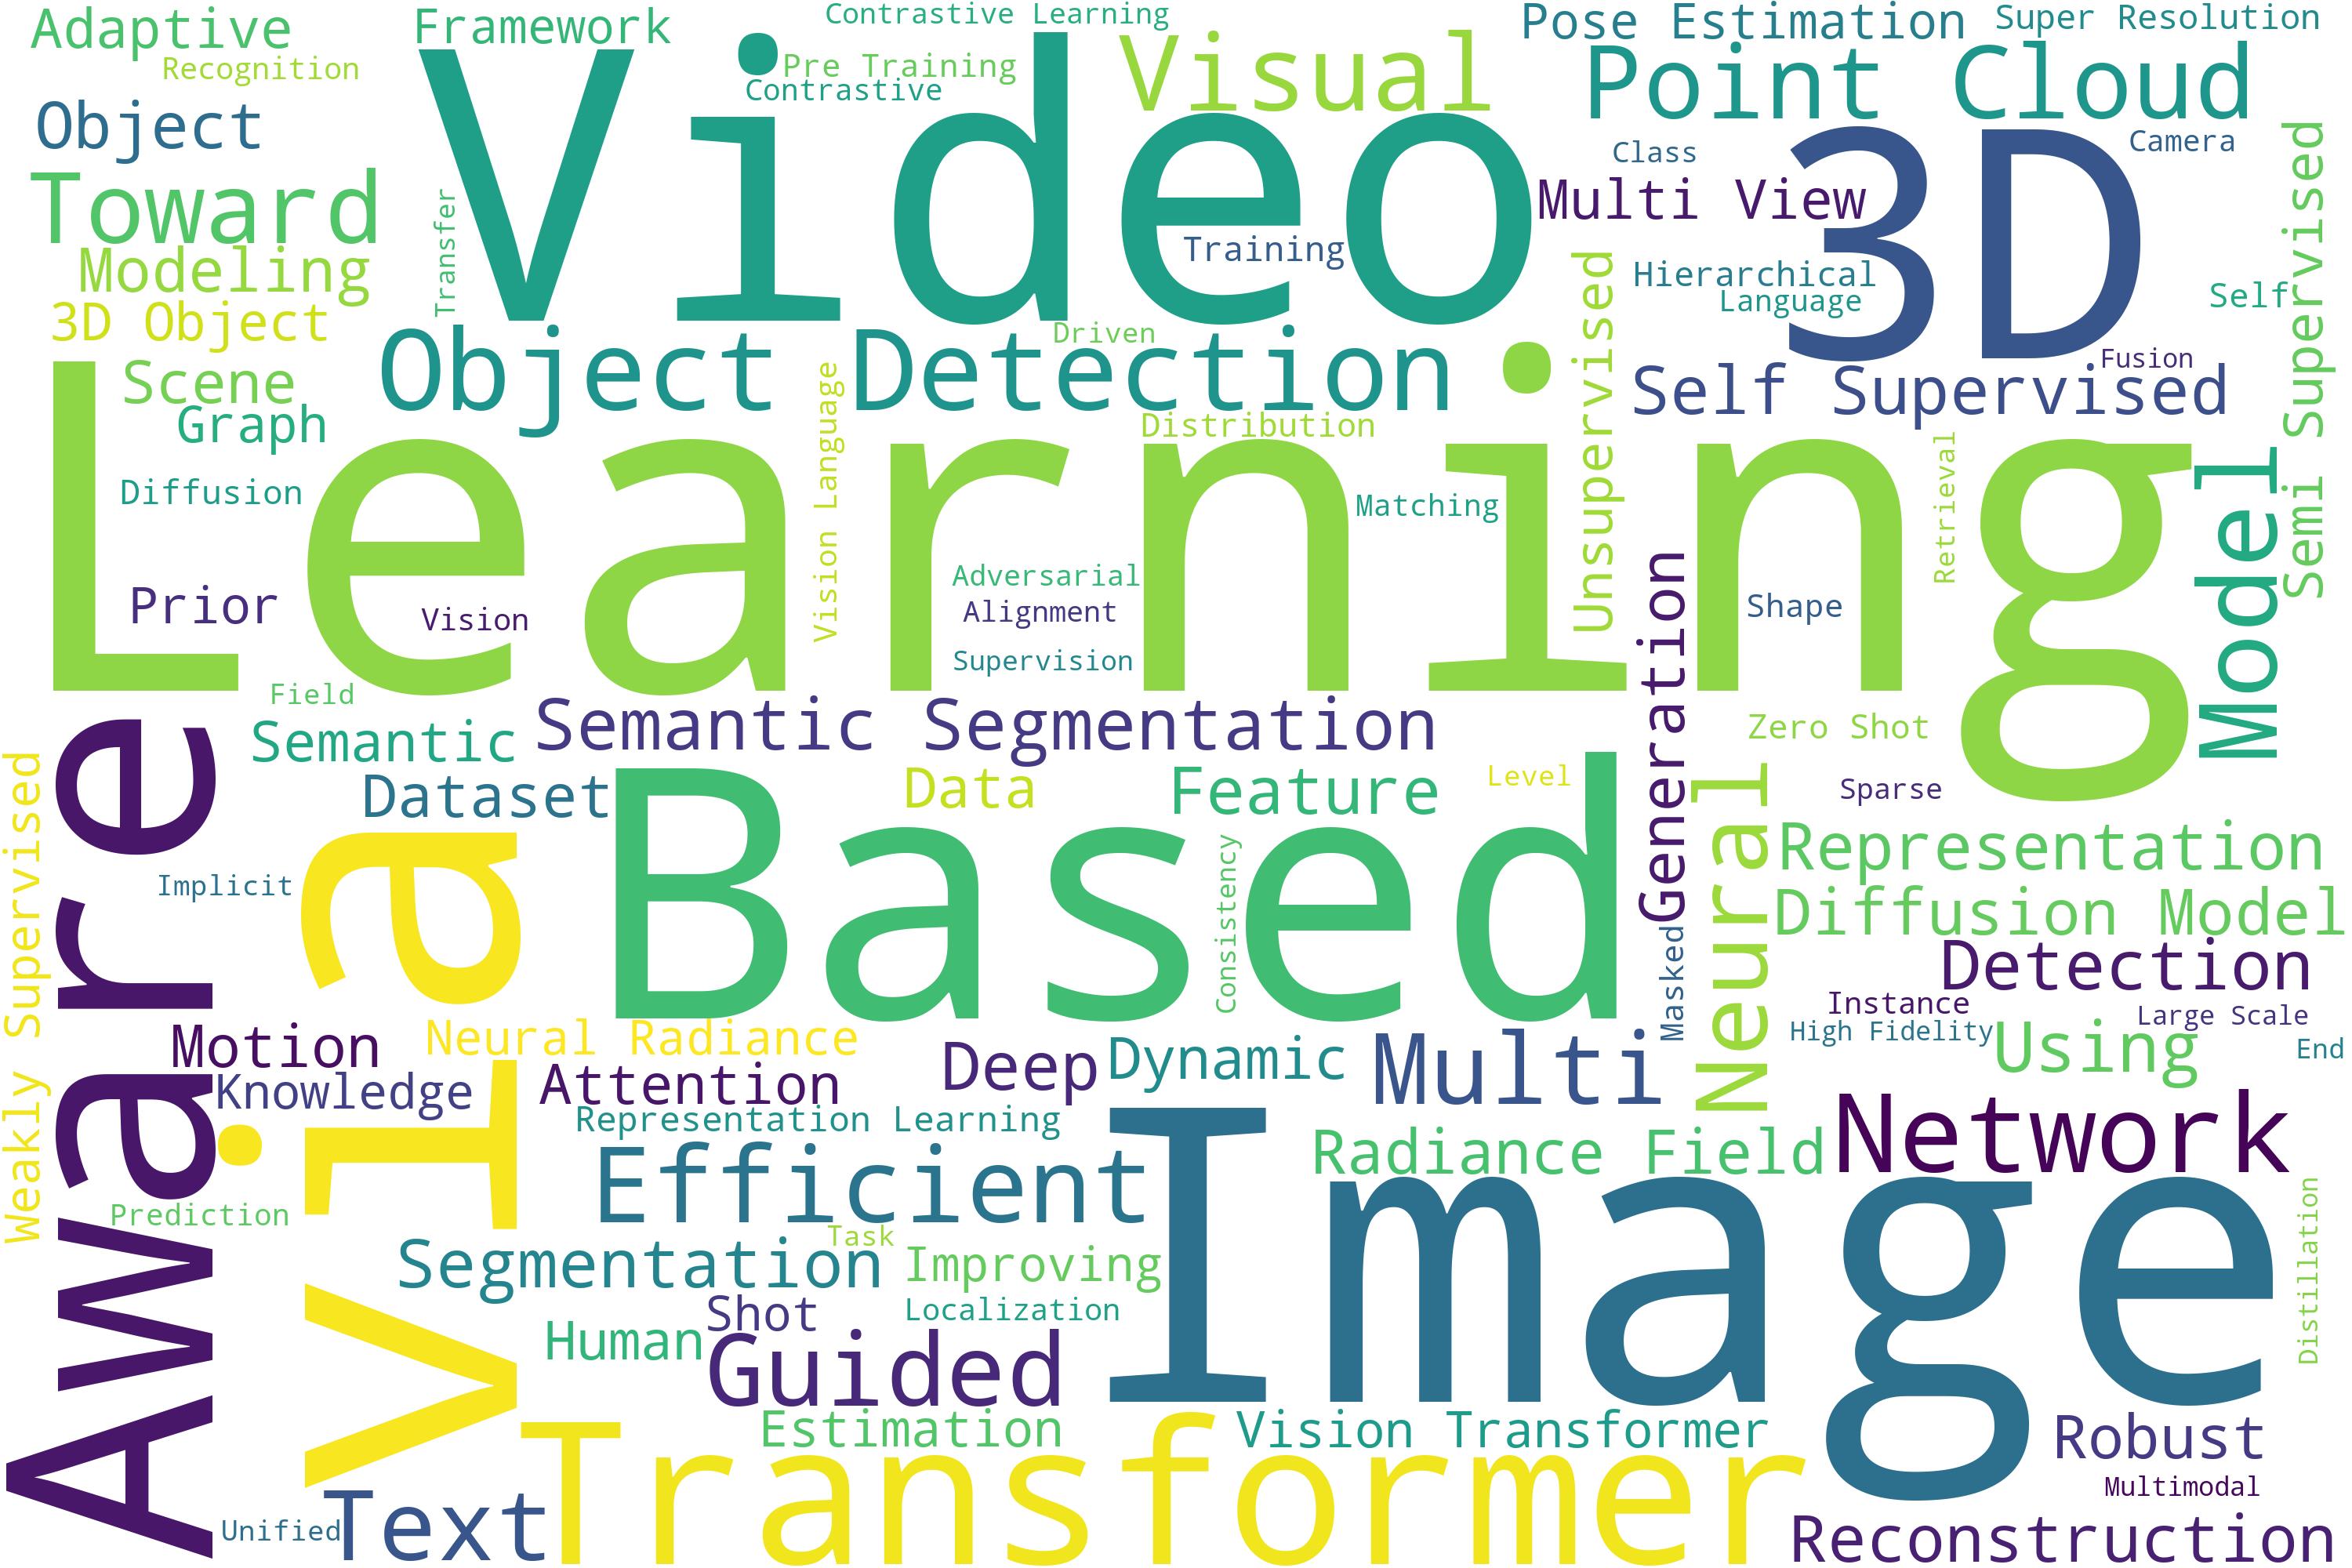 Adaptive
Framework
Contrastive Learning
Pose Estimation
Super Resolution
Recognition
Pre Training
Contrastive
Visual
Point Cloud
Object
Video
Class
Camera
Toward
Transfer
Training
Multi View
3D
Semi Supervised
Modeling
Unsupervised
Hierarchical
Language
Self
3D Object
Object Detection
Driven
Fusion
Scene
Self Supervised
Graph
Distribution
Learning
Vision Language
Retrieval
Model
Diffusion
Matching
Prior
Vision
Adversarial
Alignment
Shape
Supervision
Generation
Field
Semantic
Semantic Segmentation
Zero Shot
Aware
Weakly Supervised
Dataset
Data
Feature
Level
Sparse
Neural
Via
Based
Consistency
Representation
Implicit
Diffusion Model
Masked
Detection
Motion
Neural Radiance
Deep
Dynamic
Multi
Instance
Large Scale
High Fidelity
Using
End
Knowledge
Attention
Representation Learning
Efficient
Radiance Field
Network
Prediction
Task
Segmentation
Improving
Image
Distillation
Shot
Localization
Human
Guided
Estimation
Vision Transformer
Robust
Transformer
Multimodal
Unified
Text
Reconstruction